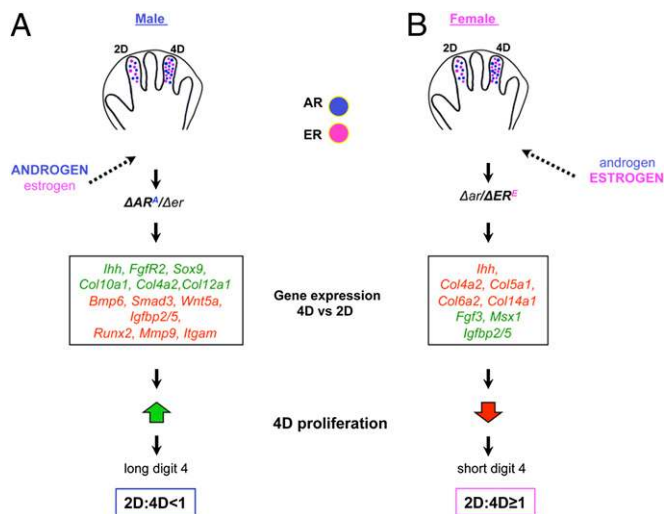 A
Male
2D 4D
AR
ER
ANDROGEN
estrogen
ΔARᴬ/Δer
Ihh, FgfR2, Sox9,
Col10a1, Col4a2,Col12a1
Bmp6, Smad3, Wnt5a,
Igfbp2/5,
Runx2, Mmp9, Itgam
Gene expression
4D vs 2D
4D proliferation
long digit 4
2D:4D<1
B
Female
2D 4D
androgen
ESTROGEN
Δar/ΔERᴱ
Ihh,
Col4a2, Col5a1,
Col6a2, Col14a1
Fgf3, Msx1
Igfbp2/5
short digit 4
2D:4D≥1